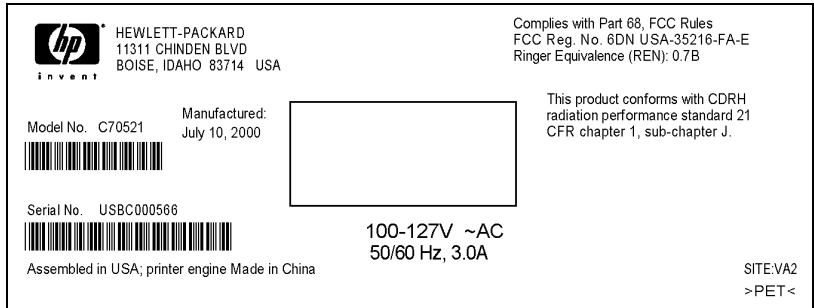 hp
invent
HEWLETT-PACKARD
11311 CHINDEN BLVD
BOISE, IDAHO 83714 USA
Complies with Part 68, FCC Rules
FCC Reg. No. 6DN USA-35216-FA-E
Ringer Equivalence (REN): 0.7B
This product conforms with CDRH
radiation performance standard 21
CFR chapter 1, sub-chapter J.
Model No. C70521
Manufactured:
July 10, 2000
Serial No. USBC000566
100-127V ~AC
50/60 Hz, 3.0A
Assembled in USA; printer engine Made in China
SITE:VA2
>PET<